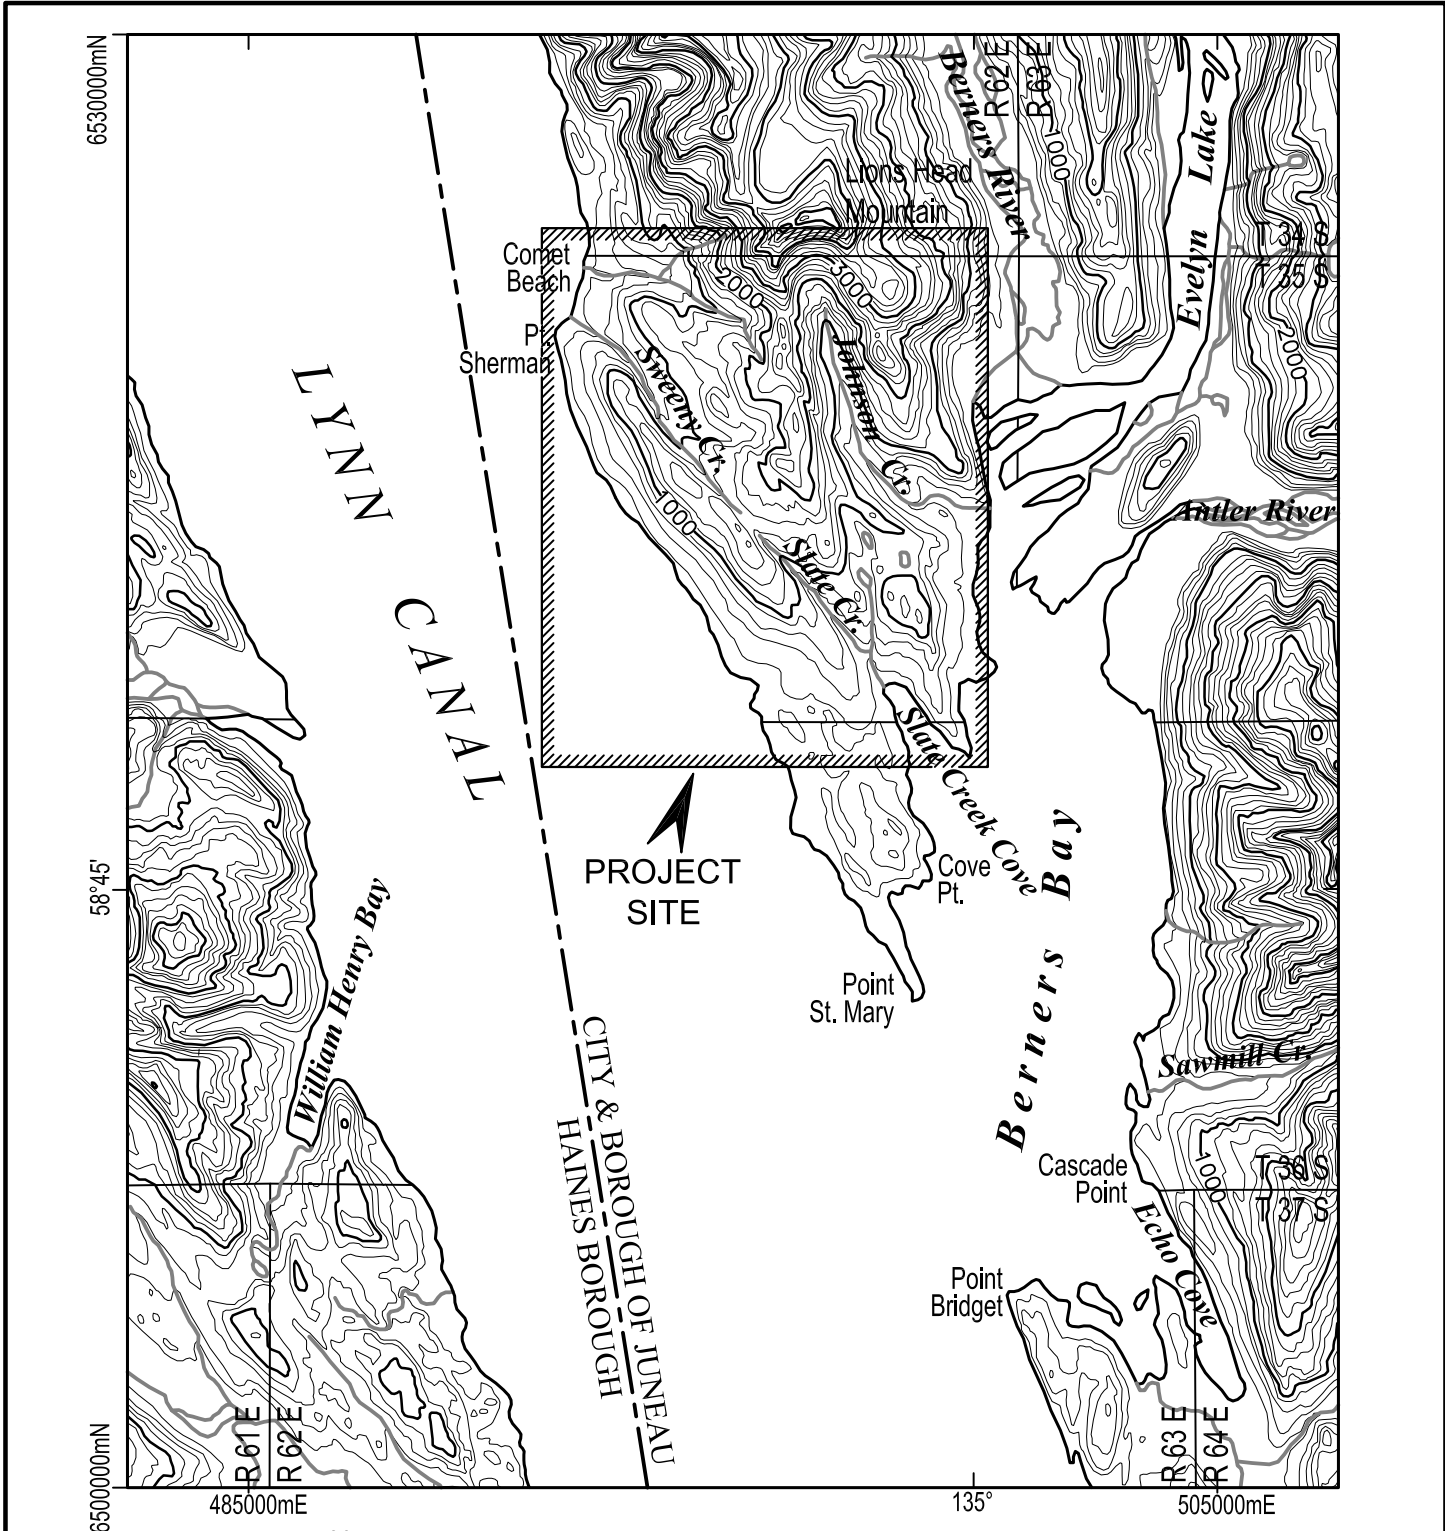 6530000mN
Berners River
R 62 E
R 63 E
1000
Evelyn Lake
Lions Head
Mountain
T 34 S
T 35 S
Comet
Beach
2000
3000
2000
Pt.
Sherman
Sweeny Cr.
Johnson Cr.
LYNN CANAL
1000
Antler River
Slate Cr.
Slate Creek Cove
PROJECT
SITE
58°45'
Cove
Pt.
Berners Bay
William Henry Bay
Point
St. Mary
CITY & BOROUGH OF JUNEAU
HAINES BOROUGH
Sawmill Cr.
Cascade
Point
1000
T 36 S
T 37 S
Echo Cove
Point
Bridget
R 61 E
R 62 E
R 63 E
R 64 E
6500000mN
485000mE
135°
505000mE